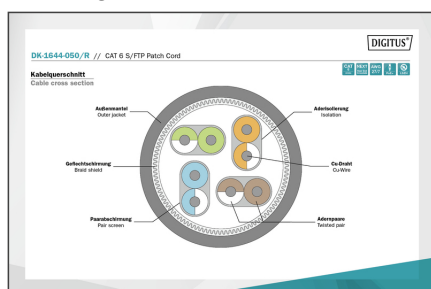 DIGITUS®
DK-1644-050/R // CAT 6 S/FTP Patch Cord
Kabelquerschnitt
Cable cross section
Außenmantel
Outer jacket
Aderisolierung
Isolation
Geflechtschirmung
Braid shield
Cu-Draht
Cu-Wire
Paarabschirmung
Pair screen
Adernpaare
Twisted pair